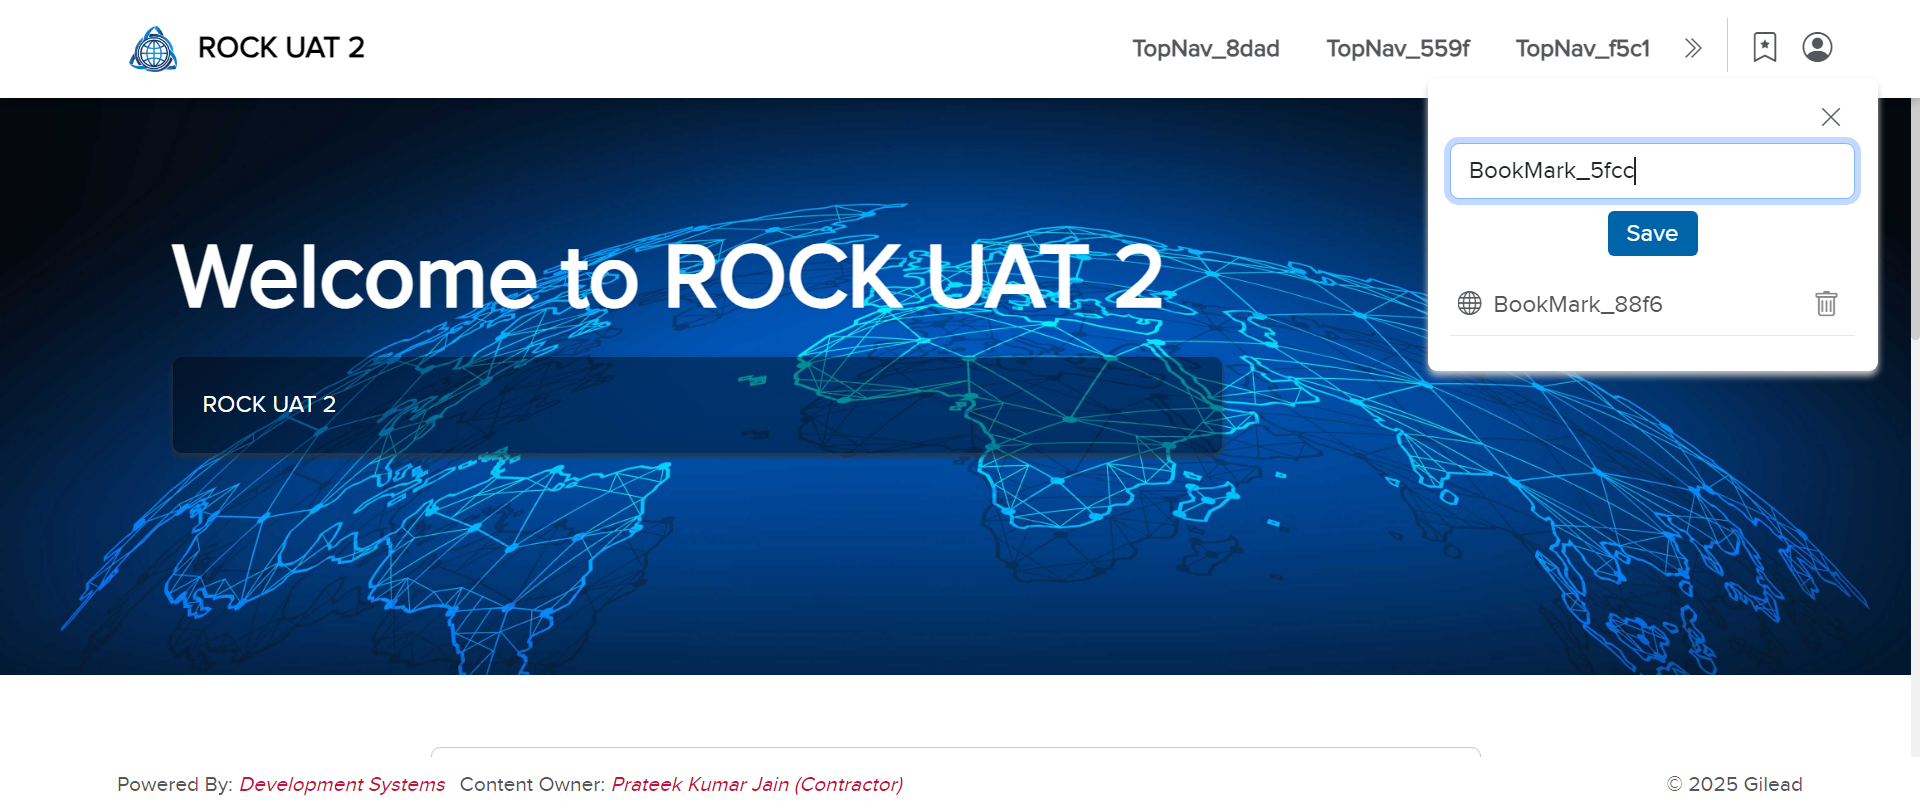 ROCK UAT 2
TopNav_8dad TopNav_559f TopNav_f5c1
BookMark_5fcc
Save
BookMark_88f6
Welcome to ROCK UAT 2
ROCK UAT 2
Powered By: Development Systems Content Owner: Prateek Kumar Jain (Contractor)
© 2025 Gilead